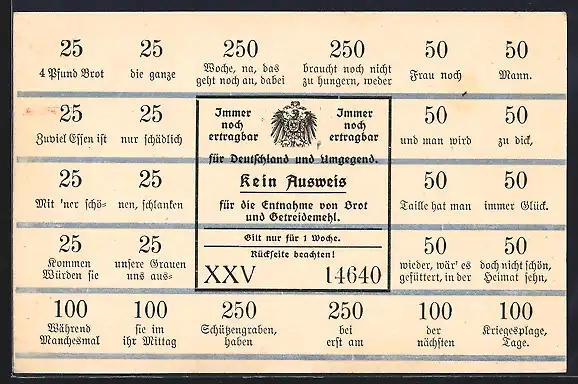 25 25 250 250 50 50
4 Pfund Brot die ganze Woche, na, das braucht noch nicht Frau noch Mann.
geht noch an, dabei zu hungern, weder
25 25 50 50
Zuviel Essen ist nur schädlich und man wird zu dick,
25 25 50 50
Mit 'ner schö= nen, schlanken Taille hat man immer Glück.
25 25 50 50
Kommen unsere Grauen wieder, wär' es doch nicht schön,
Würden sie uns aus= gefüttert, in der Heimat sehn,
100 100 250 250 100 100
Während sie im Schützengraben, bei der Kriegesplage,
Manchesmal ihr Mittag haben erst am nächsten Tage.
Immer Immer
noch noch
ertragbar ertragbar
für Deutschland und Umgegend.
Kein Ausweis
für die Entnahme von Brot
und Getreidemehl.
Gilt nur für 1 Woche.
Rückseite beachten!
XXV 14640